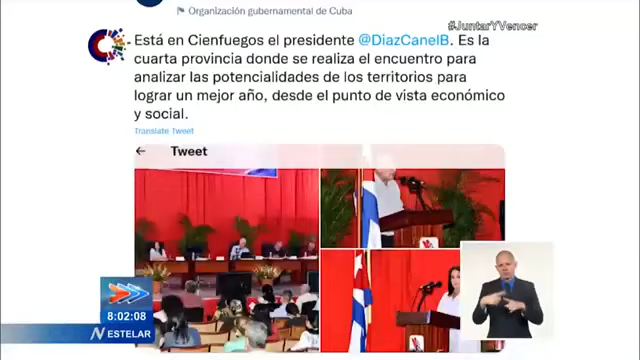 Organización gubernamental de Cuba
#JuntarYVencer
Está en Cienfuegos el presidente @DiazCanelB. Es la
cuarta provincia donde se realiza el encuentro para
analizar las potencialidades de los territorios para
lograr un mejor año, desde el punto de vista económico
y social.
Translate Tweet
Tweet
8:02:08
N ESTELAR